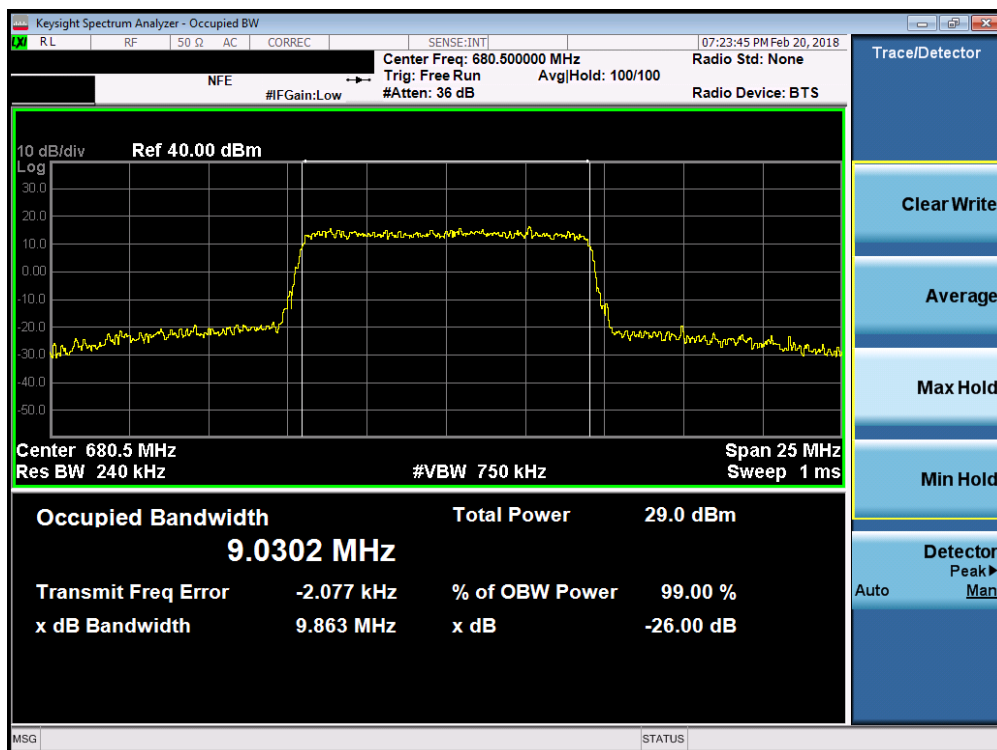 Keysight Spectrum Analyzer - Occupied BW
LXI RL RF 50 Ω AC CORREC SENSE:INT 07:23:45 PM Feb 20, 2018
Center Freq: 680.500000 MHz Radio Std: None
NFE Trig: Free Run Avg|Hold: 100/100
#IFGain:Low #Atten: 36 dB Radio Device: BTS
10 dB/div Ref 40.00 dBm
Log
30.0
20.0
10.0
0.00
-10.0
-20.0
-30.0
-40.0
-50.0
Center 680.5 MHz Span 25 MHz
Res BW 240 kHz #VBW 750 kHz Sweep 1 ms
Occupied Bandwidth Total Power 29.0 dBm
9.0302 MHz
Transmit Freq Error -2.077 kHz % of OBW Power 99.00 %
x dB Bandwidth 9.863 MHz x dB -26.00 dB
MSG STATUS
Trace/Detector
Clear Write
Average
Max Hold
Min Hold
Detector
Peak▶
Auto Man